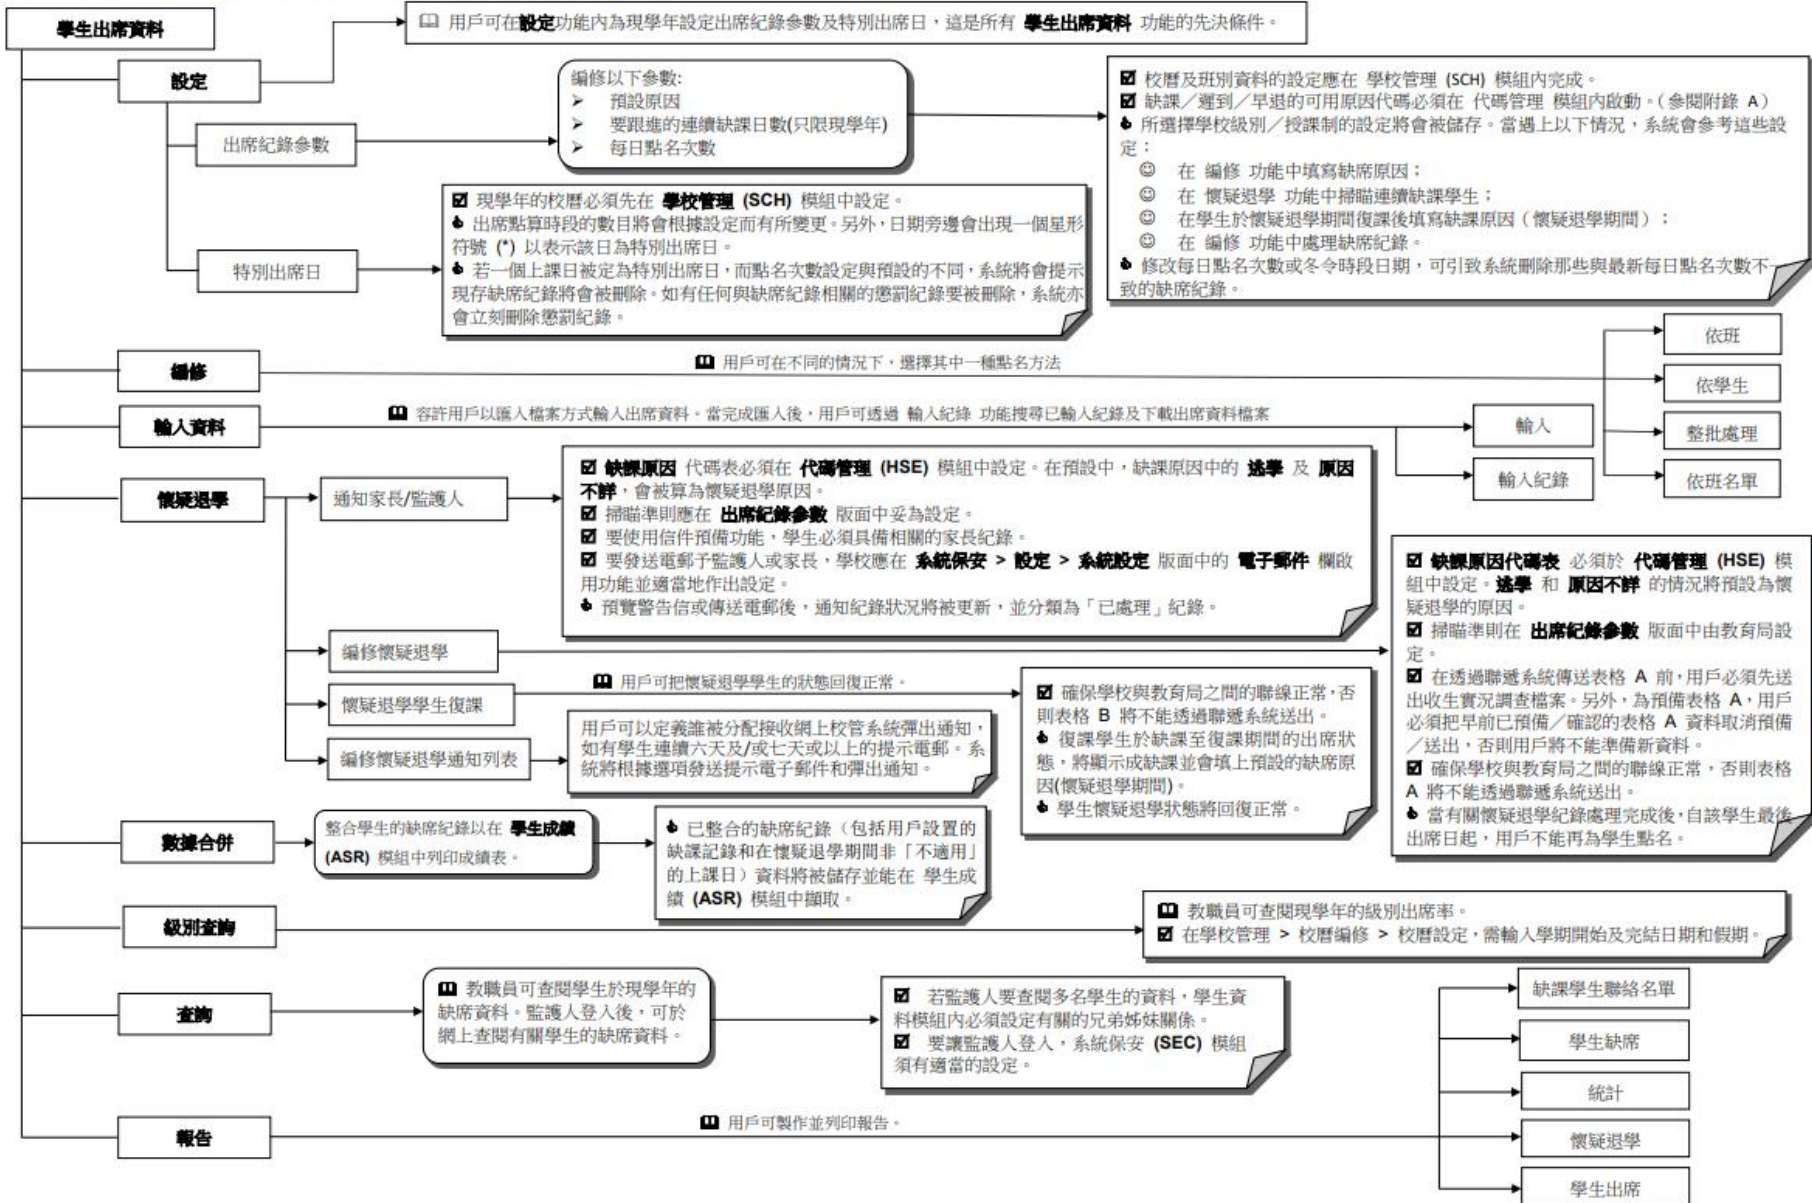 學生出席資料
用戶可在設定功能內為現學年設定出席紀錄參數及特別出席日，這是所有 學生出席資料 功能的先決條件。
設定
出席紀錄參數
編修以下參數:
➢ 預設原因
➢ 要跟進的連續缺課日數(只限現學年)
➢ 每日點名次數
☑ 校曆及班別資料的設定應在 學校管理 (SCH) 模組內完成。
☑ 缺課／遲到／早退的可用原因代碼必須在 代碼管理 模組內啟動。（參閱附錄 A）
所選擇學校級別／授課制的設定將會被儲存。當遇上以下情況，系統會參考這些設
定：
☺ 在 編修 功能中填寫缺席原因；
☺ 在 懷疑退學 功能中掃瞄連續缺課學生；
☺ 在學生於懷疑退學期間復課後填寫缺課原因（懷疑退學期間）；
☺ 在 編修 功能中處理缺席紀錄。
修改每日點名次數或冬令時段日期，可引致系統刪除那些與最新每日點名次數不一
致的缺席紀錄。
特別出席日
☑ 現學年的校曆必須先在 學校管理 (SCH) 模組中設定。
出席點算時段的數目將會根據設定而有所變更。另外，日期旁邊會出現一個星形
符號 (*) 以表示該日為特別出席日。
若一個上課日被定為特別出席日，而點名次數設定與預設的不同，系統將會提示
現存缺席紀錄將會被刪除。如有任何與缺席紀錄相關的懲罰紀錄要被刪除，系統亦
會立刻刪除懲罰紀錄。
編修
用戶可在不同的情況下，選擇其中一種點名方法
依班
依學生
整批處理
依班名單
輸入資料
容許用戶以匯入檔案方式輸入出席資料。當完成匯入後，用戶可透過 輸入紀錄 功能搜尋已輸入紀錄及下載出席資料檔案
輸入
輸入紀錄
懷疑退學
通知家長/監護人
☑ 缺課原因 代碼表必須在 代碼管理 (HSE) 模組中設定。在預設中，缺課原因中的 逃學 及 原因
不詳，會被算為懷疑退學原因。
☑ 掃瞄準則應在 出席紀錄參數 版面中妥為設定。
☑ 要使用信件預備功能，學生必須具備相關的家長紀錄。
☑ 要發送電郵予監護人或家長，學校應在 系統保安 > 設定 > 系統設定 版面中的 電子郵件 欄啟
用功能並適當地作出設定。
預覽警告信或傳送電郵後，通知紀錄狀況將被更新，並分類為「已處理」紀錄。
編修懷疑退學
☑ 缺課原因代碼表 必須於 代碼管理 (HSE) 模
組中設定。逃學 和 原因不詳 的情況將預設為懷
疑退學的原因。
☑ 掃瞄準則在 出席紀錄參數 版面中由教育局設
定。
☑ 在透過聯遞系統傳送表格 A 前，用戶必須先送
出收生實況調查檔案。另外，為預備表格 A，用戶
必須把早前已預備／確認的表格 A 資料取消預備
／送出，否則用戶將不能準備新資料。
☑ 確保學校與教育局之間的聯線正常，否則表格
A 將不能透過聯遞系統送出。
當有關懷疑退學紀錄處理完成後，自該學生最後
出席日起，用戶不能再為學生點名。
懷疑退學學生復課
用戶可把懷疑退學學生的狀態回復正常。
☑ 確保學校與教育局之間的聯線正常，否
則表格 B 將不能透過聯遞系統送出。
復課學生於缺課至復課期間的出席狀
態，將顯示成缺課並會填上預設的缺席原
因(懷疑退學期間)。
學生懷疑退學狀態將回復正常。
編修懷疑退學通知列表
用戶可以定義誰被分配接收網上校管系統彈出通知，
如有學生連續六天及/或七天或以上的提示電郵。系
統將根據選項發送提示電子郵件和彈出通知。
數據合併
整合學生的缺席紀錄以在 學生成績
(ASR) 模組中列印成績表。
已整合的缺席紀錄（包括用戶設置的
缺課記錄和在懷疑退學期間非「不適用」
的上課日）資料將被儲存並能在 學生成
績 (ASR) 模組中擷取。
級別查詢
教職員可查閱現學年的級別出席率。
☑ 在學校管理 > 校曆編修 > 校曆設定，需輸入學期開始及完結日期和假期。
查詢
教職員可查閱學生於現學年的
缺席資料。監護人登入後，可於
網上查閱有關學生的缺席資料。
☑ 若監護人要查閱多名學生的資料，學生資
料模組內必須設定有關的兄弟姊妹關係。
☑ 要讓監護人登入，系統保安 (SEC) 模組
須有適當的設定。
報告
用戶可製作並列印報告。
缺課學生聯絡名單
學生缺席
統計
懷疑退學
學生出席